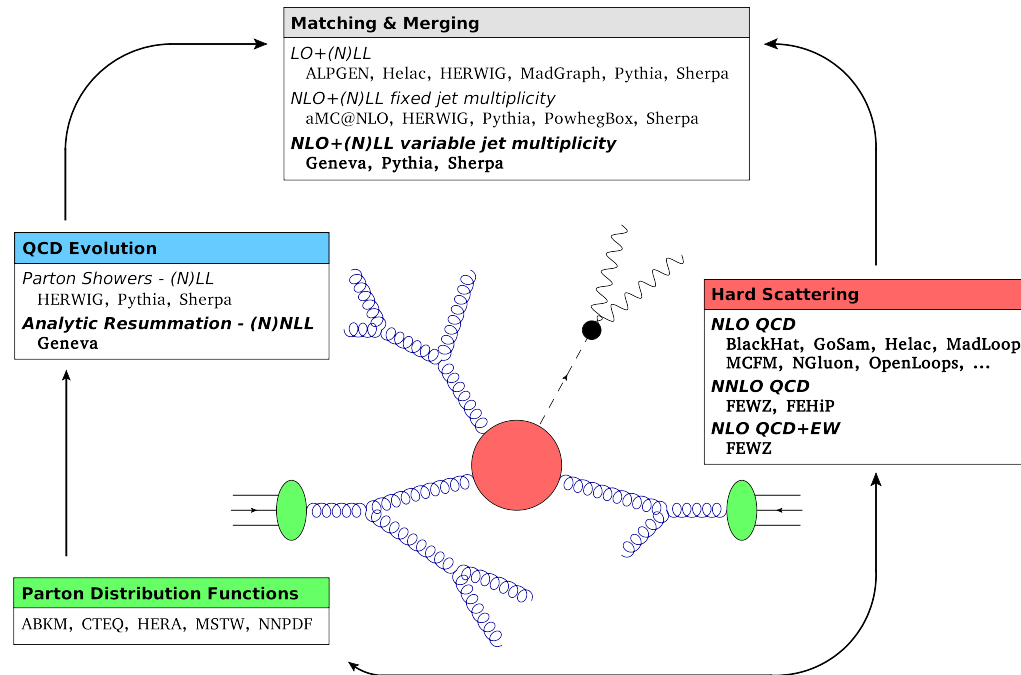 Matching & Merging
LO+(N)LL
ALPGEN, Helac, HERWIG, MadGraph, Pythia, Sherpa
NLO+(N)LL fixed jet multiplicity
aMC@NLO, HERWIG, Pythia, PowhegBox, Sherpa
NLO+(N)LL variable jet multiplicity
Geneva, Pythia, Sherpa
QCD Evolution
Parton Showers - (N)LL
HERWIG, Pythia, Sherpa
Analytic Resummation - (N)NLL
Geneva
Hard Scattering
NLO QCD
BlackHat, GoSam, Helac, MadLoop
MCFM, NGluon, OpenLoops, ...
NNLO QCD
FEWZ, FEHiP
NLO QCD+EW
FEWZ
Parton Distribution Functions
ABKM, CTEQ, HERA, MSTW, NNPDF